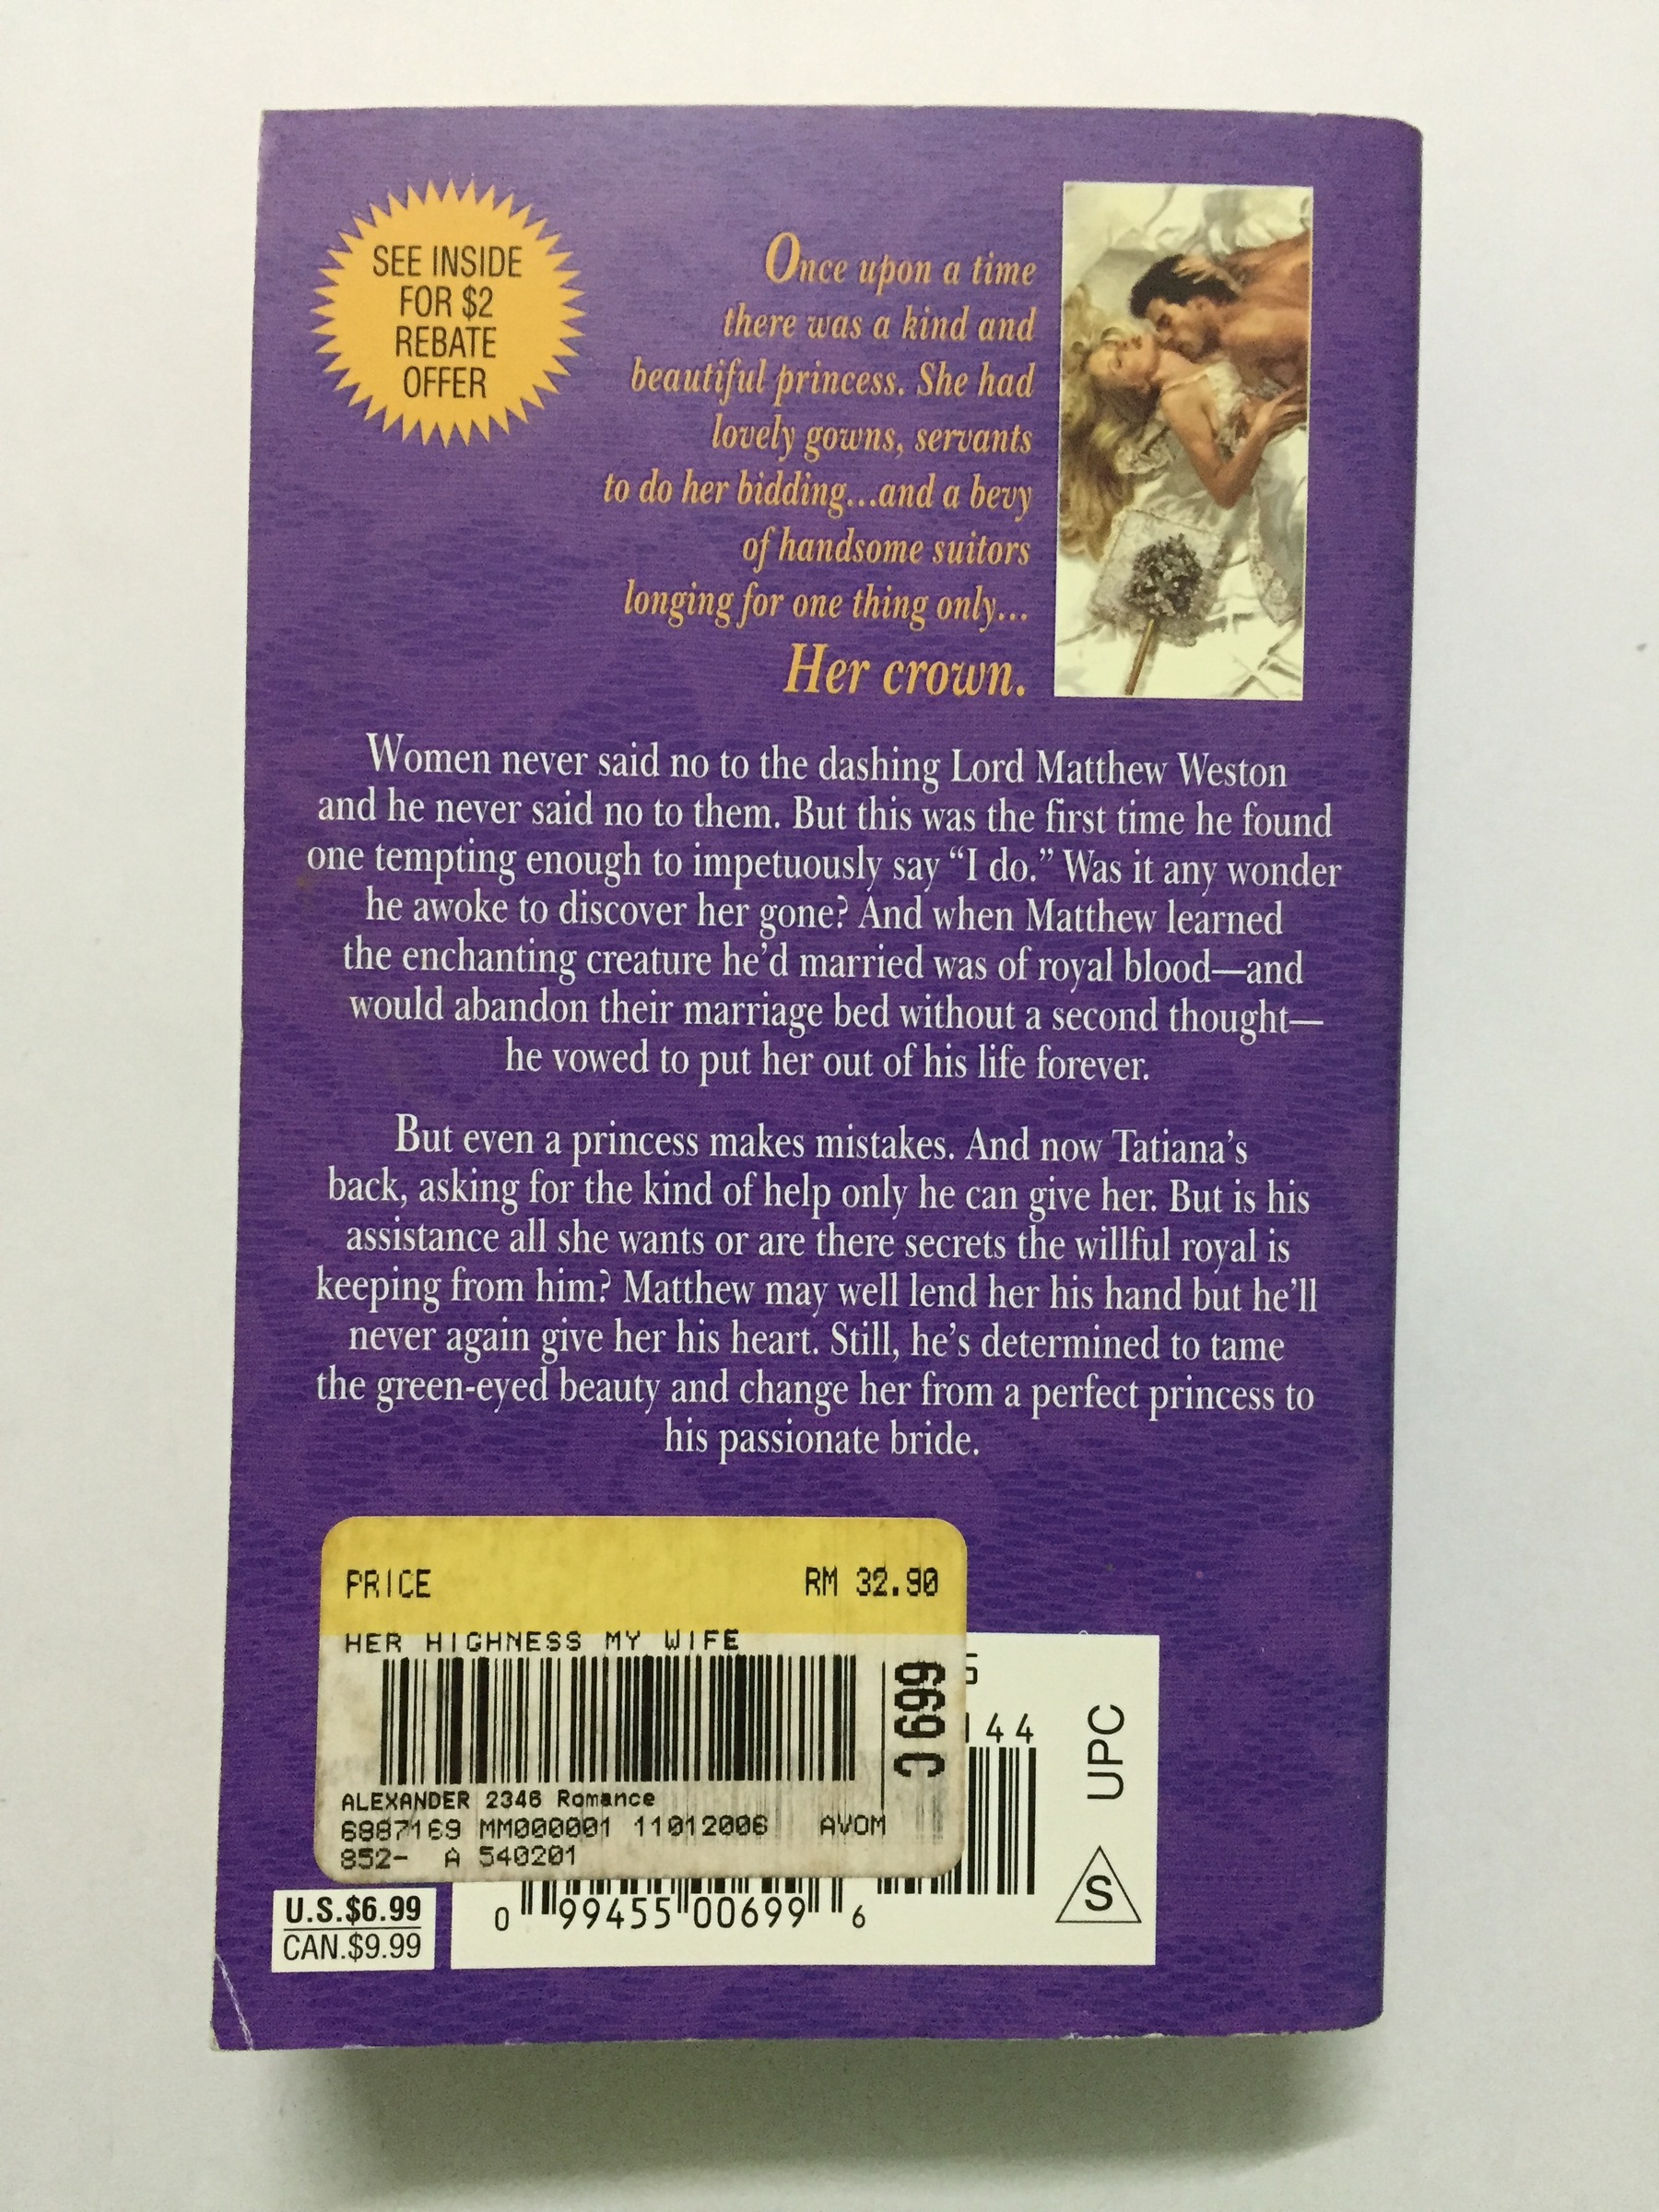 SEE INSIDE
FOR $2
REBATE
OFFER
Once upon a time
there was a kind and
beautiful princess. She had
lovely gowns, servants
to do her bidding...and a bevy
of handsome suitors
longing for one thing only...
Her crown.
Women never said no to the dashing Lord Matthew Weston
and he never said no to them. But this was the first time he found
one tempting enough to impetuously say “I do.” Was it any wonder
he awoke to discover her gone? And when Matthew learned
the enchanting creature he’d married was of royal blood—and
would abandon their marriage bed without a second thought—
he vowed to put her out of his life forever.
But even a princess makes mistakes. And now Tatiana’s
back, asking for the kind of help only he can give her. But is his
assistance all she wants or are there secrets the willful royal is
keeping from him? Matthew may well lend her his hand but he’ll
never again give her his heart. Still, he’s determined to tame
the green-eyed beauty and change her from a perfect princess to
his passionate bride.
PRICE RM 32.90
HER HIGHNESS MY WIFE
C 699
ALEXANDER 2346 Romance
6887169 MM000001 11012006 AVOM
852- A 540201
5
144
UPC
S
0 99455 00699 6
U.S.$6.99
CAN.$9.99